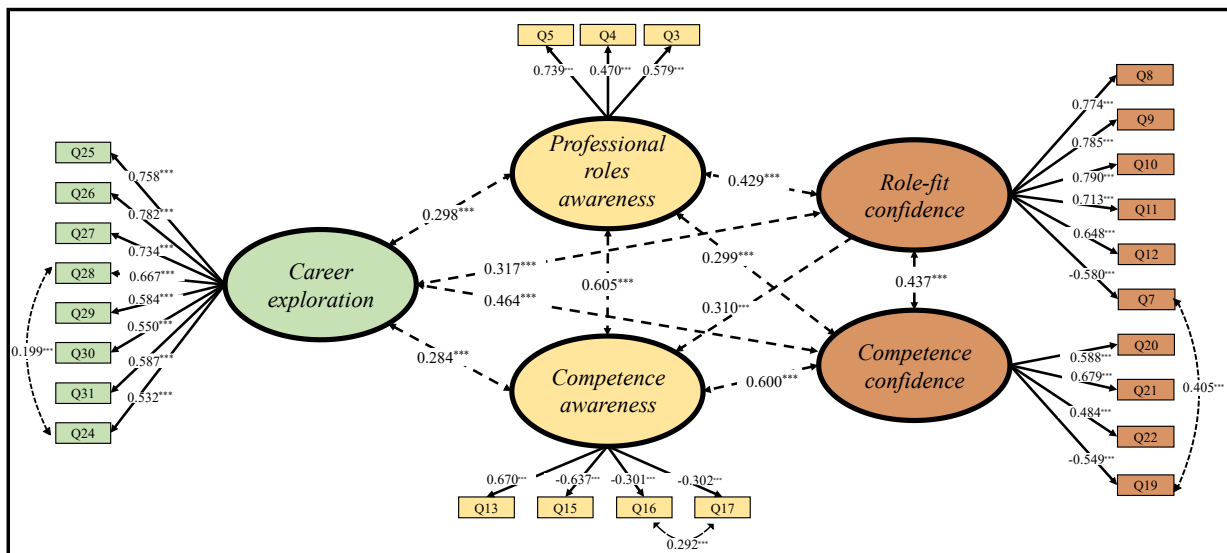 Q5
Q4
Q3
0.739***
0.470***
0.579***
Professional
roles
awareness
Q25
Q26
Q27
Q28
Q29
Q30
Q31
Q24
0.758***
0.782***
0.734***
0.667***
0.584***
0.550***
0.587***
0.532***
0.199***
Career
exploration
0.298***
0.317***
0.464***
0.284***
0.429***
0.299***
0.605***
0.310***
0.600***
0.437***
Role-fit
confidence
Competence
confidence
Competence
awareness
0.774***
0.785***
0.790***
0.713***
0.648***
-0.580***
Q8
Q9
Q10
Q11
Q12
Q7
0.588***
0.679***
0.484***
-0.549***
Q20
Q21
Q22
Q19
0.405***
0.670***
-0.637***
-0.301***
-0.302***
Q13
Q15
Q16
Q17
0.292***